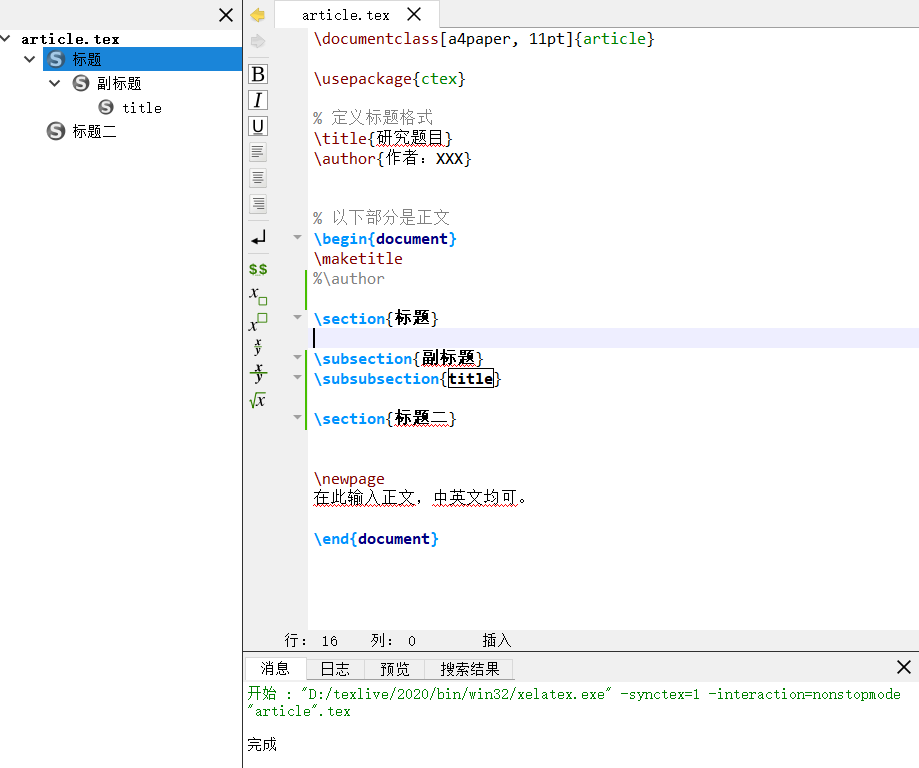 article.tex
标题
副标题
title
标题二
article.tex
B
I
U
$$
x
x
x
y
x
y
√x
\documentclass[a4paper, 11pt]{article}
\usepackage{ctex}
% 定义标题格式
\title{研究题目}
\author{作者：XXX}
% 以下部分是正文
\begin{document}
\maketitle
%\author
\section{标题}
\subsection{副标题}
\subsubsection{title}
\section{标题二}
\newpage
在此输入正文，中英文均可。
\end{document}
行： 16 列： 0 插入
消息 日志 预览 搜索结果
开始 : "D:/texlive/2020/bin/win32/xelatex.exe" -synctex=1 -interaction=nonstopmode
"article".tex
完成